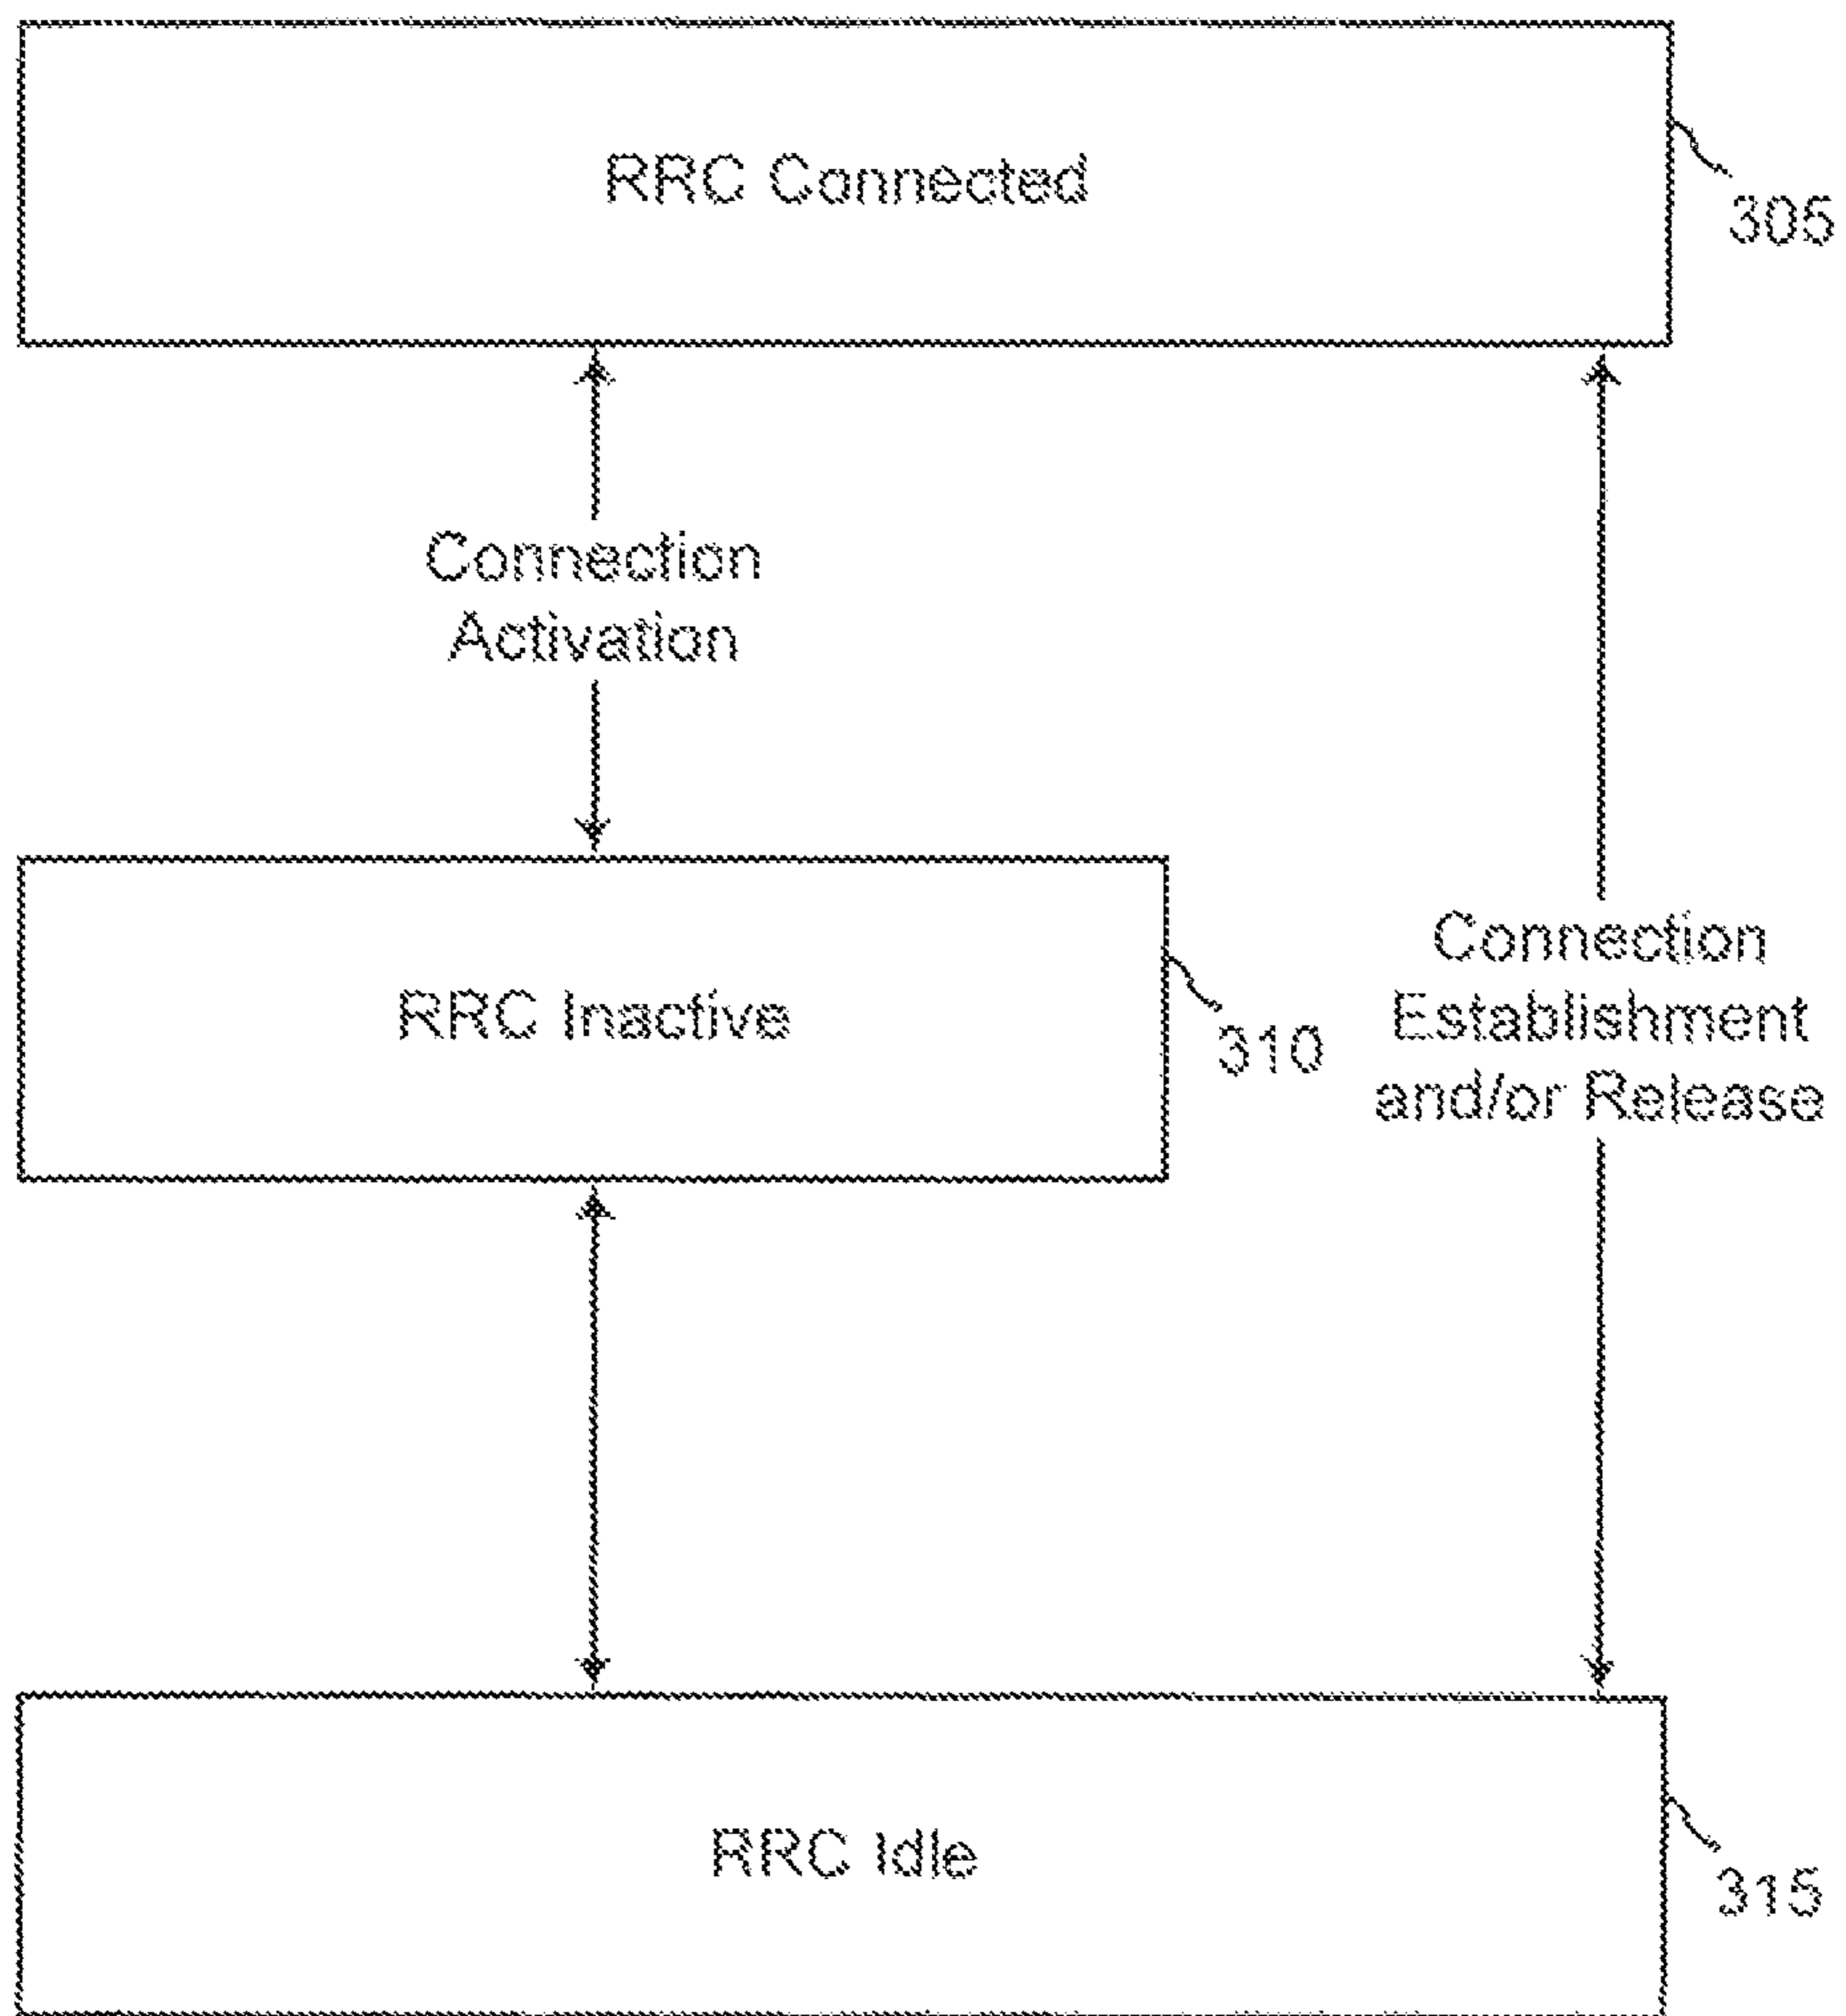 RRC Connected
305
Connection
Activation
RRC Inactive
310
Connection
Establishment
and/or Release
RRC Idle
315